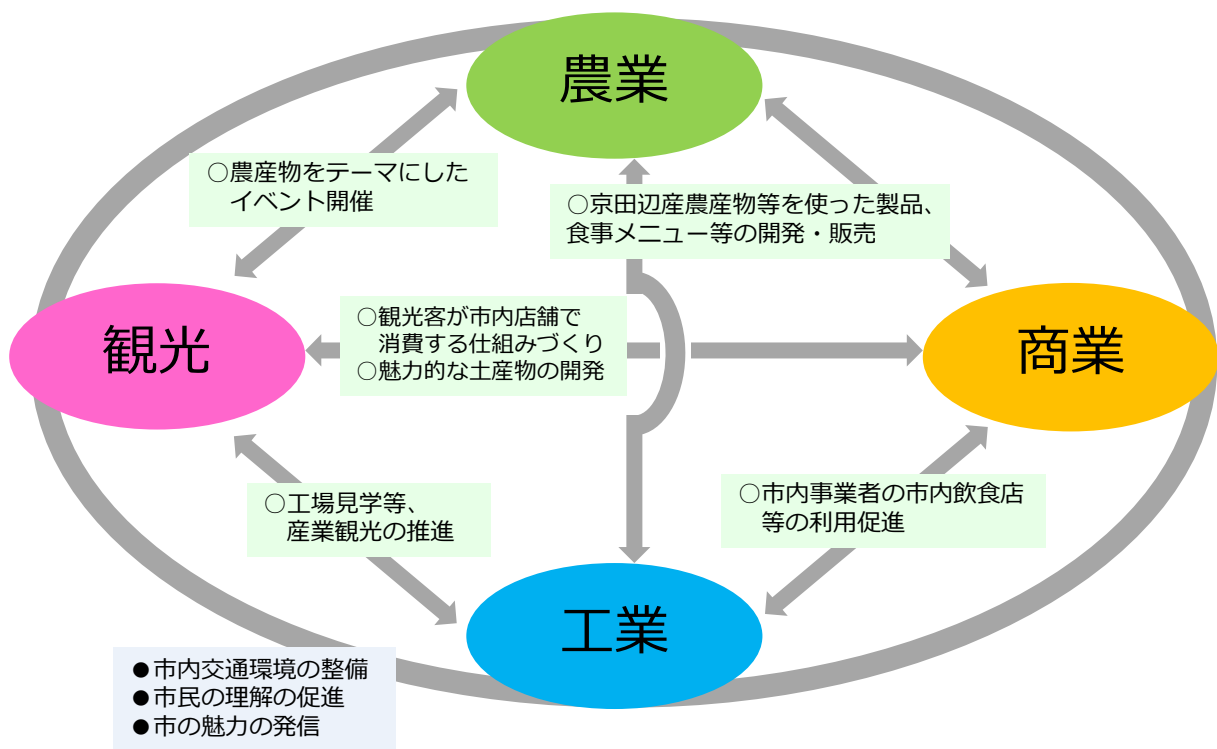 農業
○農産物をテーマにした
イベント開催
○京田辺産農産物等を使った製品、
食事メニュー等の開発・販売
観光
○観光客が市内店舗で
消費する仕組みづくり
○魅力的な土産物の開発
商業
○工場見学等、
産業観光の推進
○市内事業者の市内飲食店
等の利用促進
工業
●市内交通環境の整備
●市民の理解の促進
●市の魅力の発信